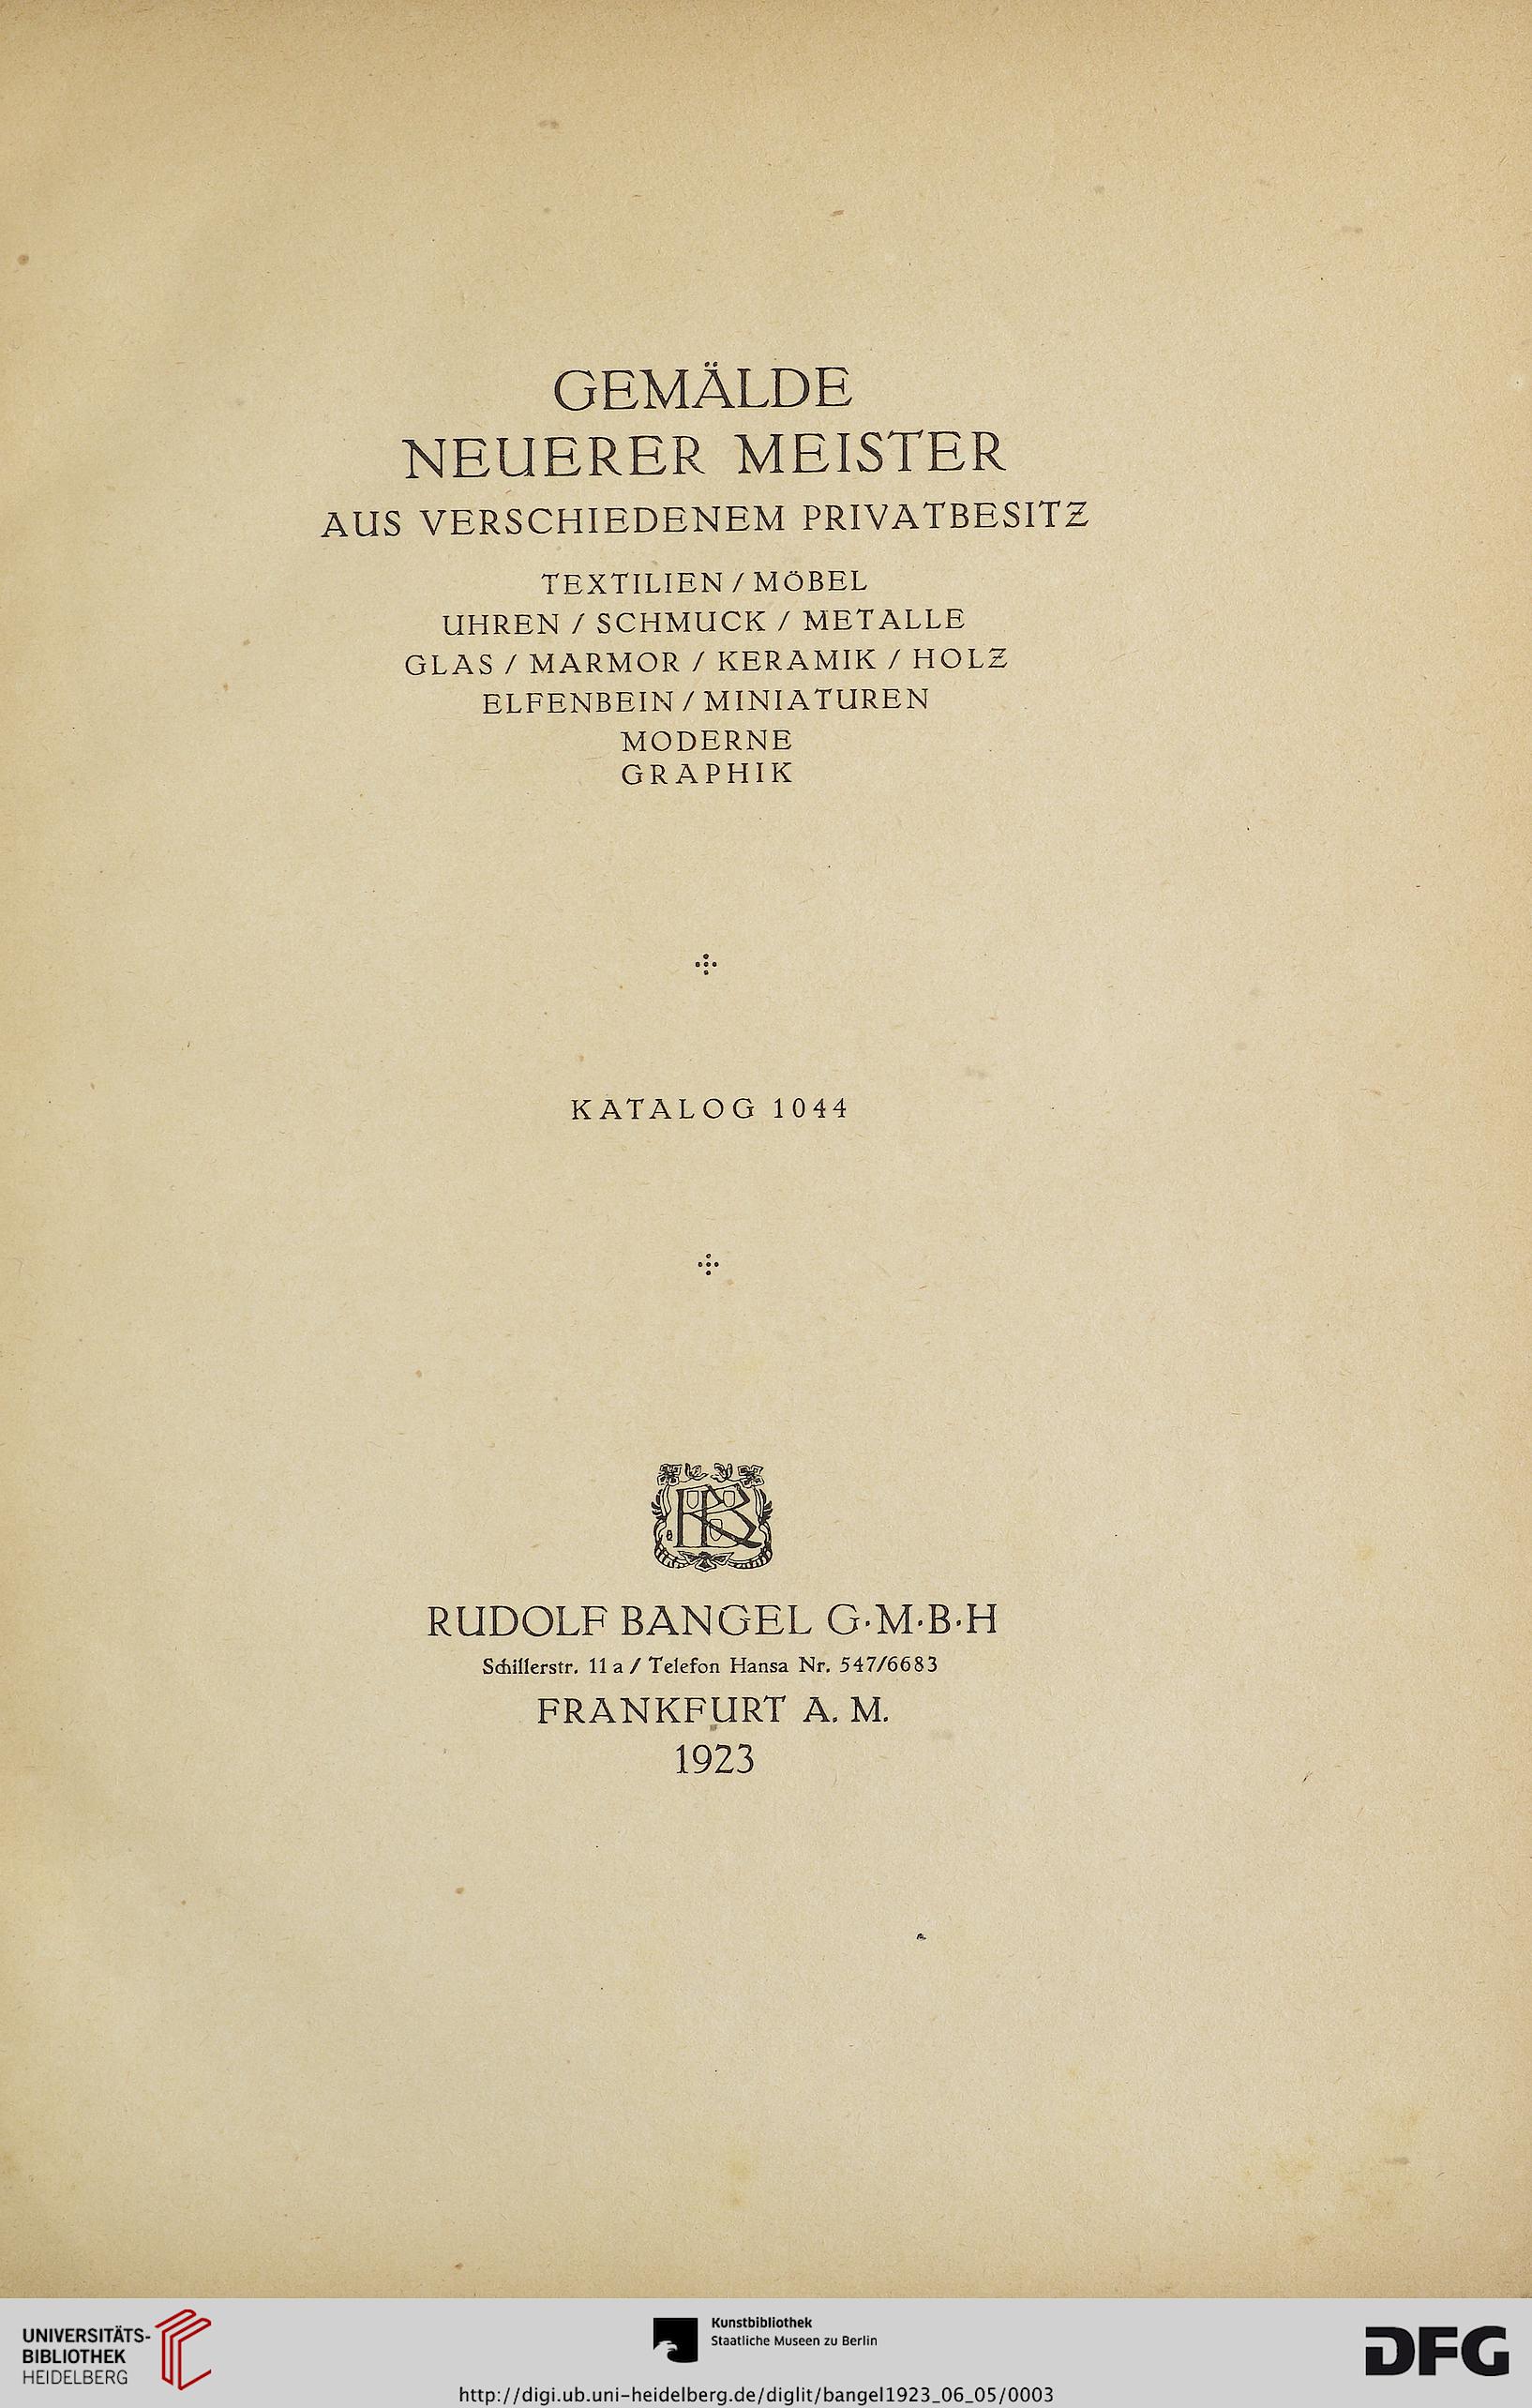 GEMÄLDE
NEUERER MEISTER
AUS VERSCHIEDENEM PRIVATBESITZ
TEXTILIEN / MÖBEL
UHREN / SCHMUCK / METALLE
GLAS / MARMOR / KERAMIK / HOLZ
ELFENBEIN / MINIATUREN
MODERNE
GRAPHIK
KATALOG 1044
RB
RUDOLF BANGEL G·M·B·H
Schillerstr. 11 a / Telefon Hansa Nr. 547/6683
FRANKFURT A. M.
1923
UNIVERSITÄTS-
BIBLIOTHEK
HEIDELBERG
Kunstbibliothek
Staatliche Museen zu Berlin
DFG
http://digi.ub.uni-heidelberg.de/diglit/bangel1923_06_05/0003